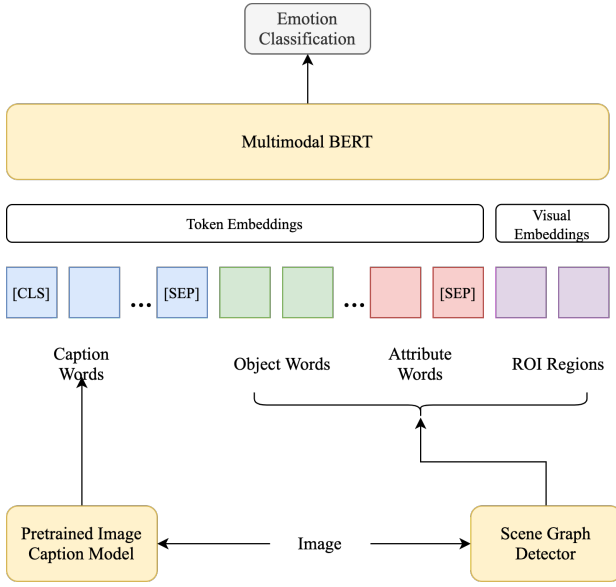 Emotion
Classification
Multimodal BERT
Token Embeddings
Visual
Embeddings
[CLS]
...
[SEP]
...
[SEP]
Caption
Words
Object Words
Attribute
Words
ROI Regions
Pretrained Image
Caption Model
Image
Scene Graph
Detector